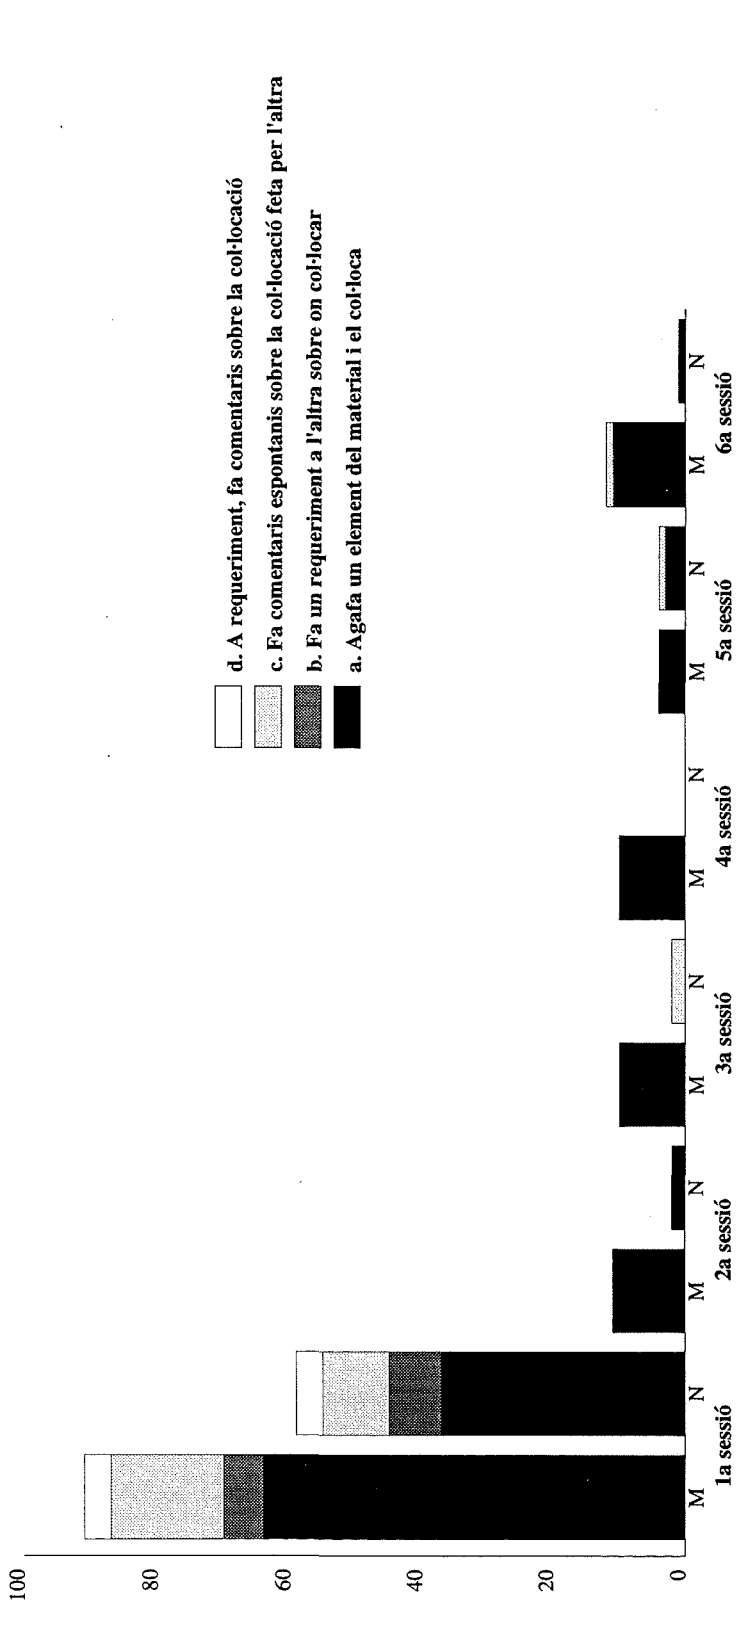 100
80
60
40
20
0
d. A requeriment, fa comentaris sobre la col·locació
c. Fa comentaris espontanis sobre la col·locació feta per l'altra
b. Fa un requeriment a l'altra sobre on col·locar
a. Agafa un element del material i el col·loca
M N M N M N M N M N M N
1a sessió 2a sessió 3a sessió 4a sessió 5a sessió 6a sessió